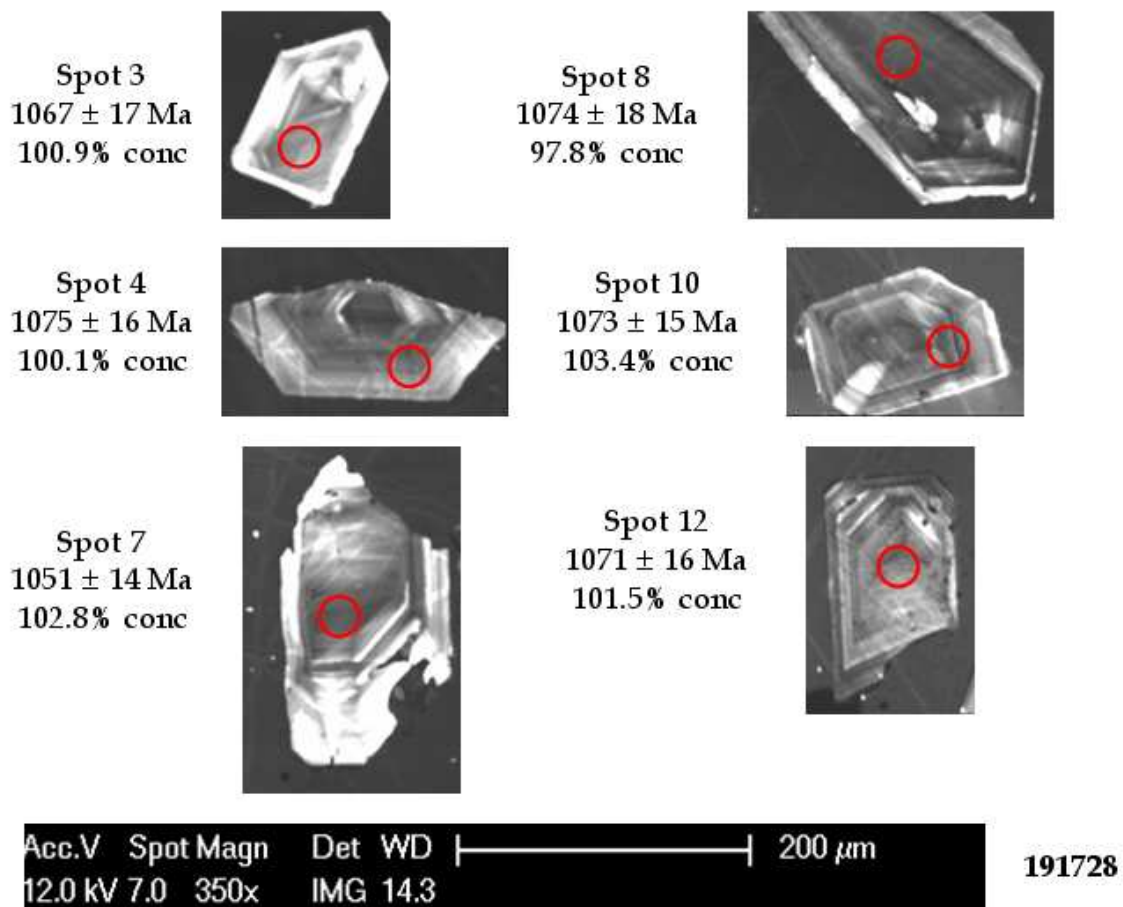 Spot 3
1067 ± 17 Ma
100.9% conc
Spot 8
1074 ± 18 Ma
97.8% conc
Spot 4
1075 ± 16 Ma
100.1% conc
Spot 10
1073 ± 15 Ma
103.4% conc
Spot 7
1051 ± 14 Ma
102.8% conc
Spot 12
1071 ± 16 Ma
101.5% conc
Acc.V Spot Magn Det WD 200 µm
12.0 kV 7.0 350x IMG 14.3
191728